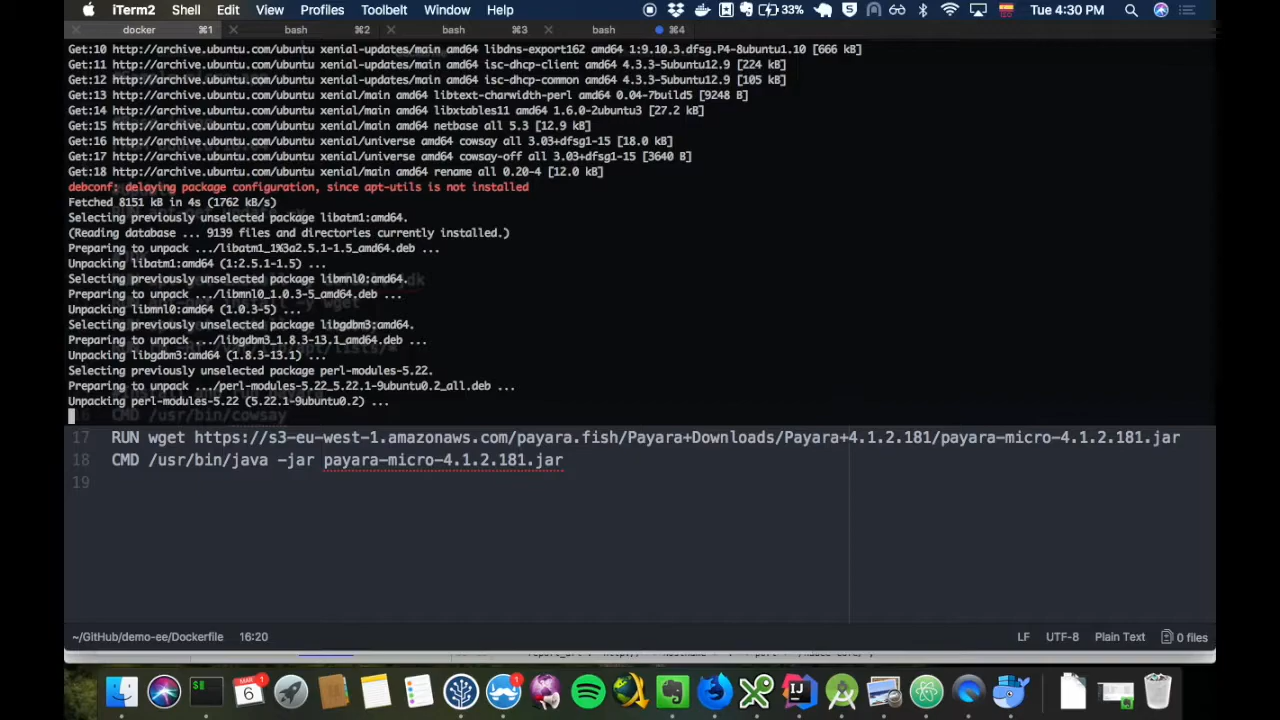 iTerm2 Shell Edit View Profiles Toolbelt Window Help 33% 5 Tue 4:30 PM
docker ⌘1 bash ⌘2 bash ⌘3 bash ⌘4
Get:10 http://archive.ubuntu.com/ubuntu xenial-updates/main amd64 libdns-export162 amd64 1:9.10.3.dfsg.P4-8ubuntu1.10 [666 kB]
Get:11 http://archive.ubuntu.com/ubuntu xenial-updates/main amd64 isc-dhcp-client amd64 4.3.3-5ubuntu12.9 [224 kB]
Get:12 http://archive.ubuntu.com/ubuntu xenial-updates/main amd64 isc-dhcp-common amd64 4.3.3-5ubuntu12.9 [105 kB]
Get:13 http://archive.ubuntu.com/ubuntu xenial/main amd64 libtext-charwidth-perl amd64 0.04-7build5 [9248 B]
Get:14 http://archive.ubuntu.com/ubuntu xenial/main amd64 libxtables11 amd64 1.6.0-2ubuntu3 [27.2 kB]
Get:15 http://archive.ubuntu.com/ubuntu xenial/main amd64 netbase all 5.3 [12.9 kB]
Get:16 http://archive.ubuntu.com/ubuntu xenial/universe amd64 cowsay all 3.03+dfsg1-15 [18.0 kB]
Get:17 http://archive.ubuntu.com/ubuntu xenial/universe amd64 cowsay-off all 3.03+dfsg1-15 [3640 B]
Get:18 http://archive.ubuntu.com/ubuntu xenial/main amd64 rename all 0.20-4 [12.0 kB]
debconf: delaying package configuration, since apt-utils is not installed
Fetched 8151 kB in 4s (1762 kB/s)
Selecting previously unselected package libatm1:amd64.
(Reading database ... 9139 files and directories currently installed.)
Preparing to unpack .../libatm1_1%3a2.5.1-1.5_amd64.deb ...
Unpacking libatm1:amd64 (1:2.5.1-1.5) ...
Selecting previously unselected package libmnl0:amd64.
Preparing to unpack .../libmnl0_1.0.3-5_amd64.deb ...
Unpacking libmnl0:amd64 (1.0.3-5) ...
Selecting previously unselected package libgdbm3:amd64.
Preparing to unpack .../libgdbm3_1.8.3-13.1_amd64.deb ...
Unpacking libgdbm3:amd64 (1.8.3-13.1) ...
Selecting previously unselected package perl-modules-5.22.
Preparing to unpack .../perl-modules-5.22_5.22.1-9ubuntu0.2_all.deb ...
Unpacking perl-modules-5.22 (5.22.1-9ubuntu0.2) ...
16 CMD /usr/bin/cowsay
17 RUN wget https://s3-eu-west-1.amazonaws.com/payara.fish/Payara+Downloads/Payara+4.1.2.181/payara-micro-4.1.2.181.jar
18 CMD /usr/bin/java -jar payara-micro-4.1.2.181.jar
19
~/GitHub/demo-ee/Dockerfile 16:20 LF UTF-8 Plain Text 0 files
MAR 6 1 1